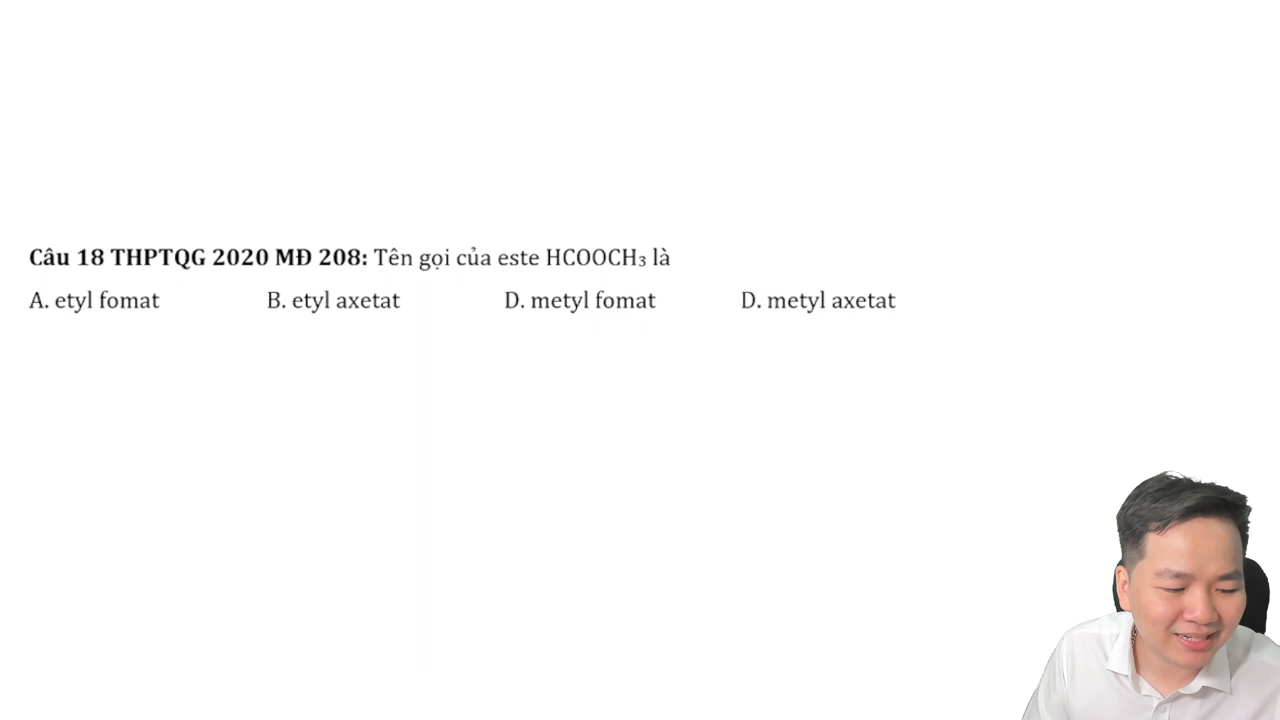 Câu 18 THPTQG 2020 MĐ 208: Tên gọi của este HCOOCH₃ là
A. etyl fomat B. etyl axetat D. metyl fomat D. metyl axetat